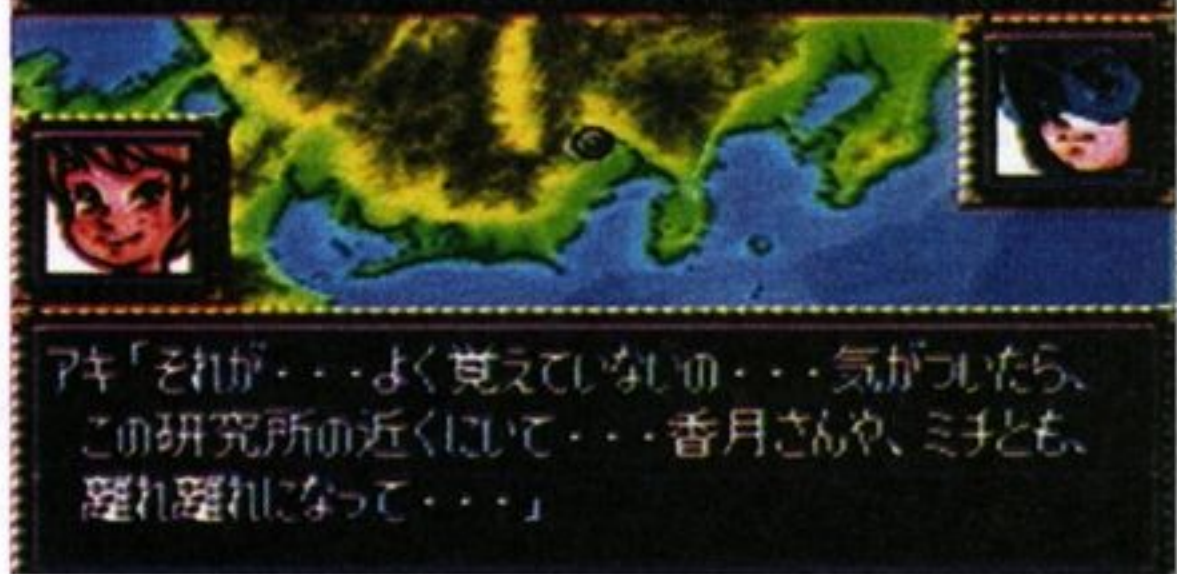 アキ「それが・・・よく覚えていないの・・・気がついたら、
この研究所の近くにいて・・・香月さんや、ミチとも、
離れ離れになって・・・」